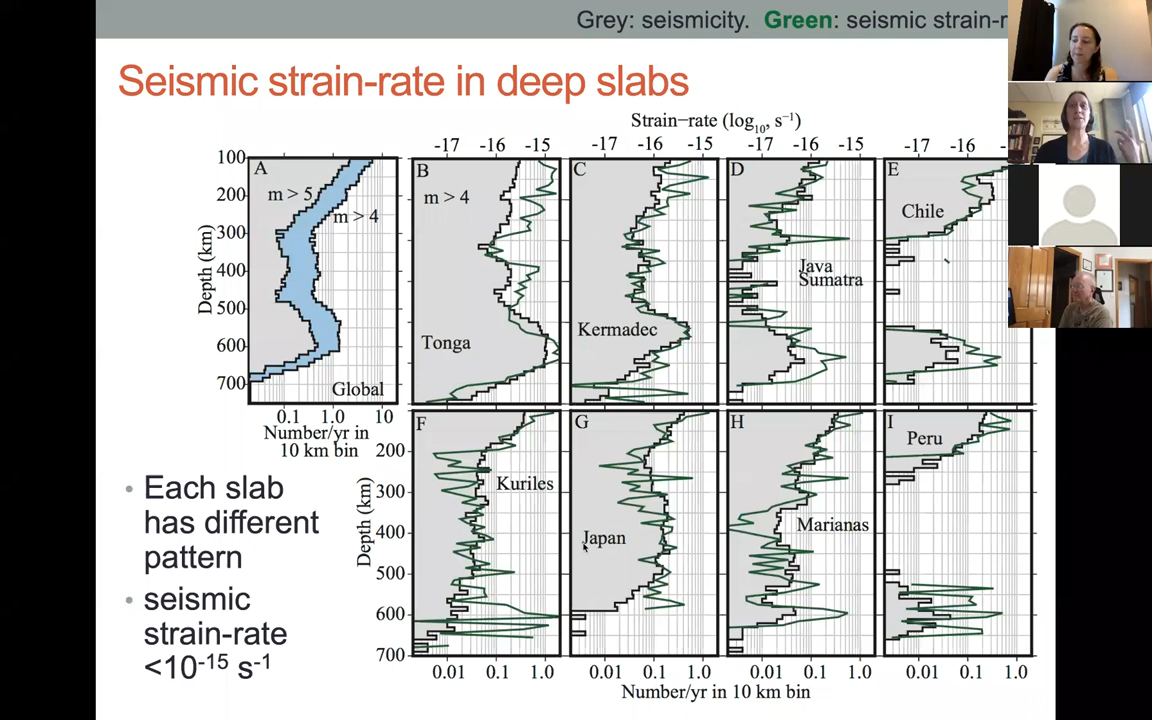 Grey: seismicity. Green: seismic strain-r
Seismic strain-rate in deep slabs
Strain−rate (log10, s−1)
-17 -16 -15 -17 -16 -15 -17 -16 -15 -17 -16
100
200
300
400
500
600
700
Depth (km)
A
m > 5
m > 4
Global
0.1 1.0 10
Number/yr in
10 km bin
B
m > 4
Tonga
C
Kermadec
D
Java
Sumatra
E
Chile
10
200
300
400
500
600
700
Depth (km)
F
Kuriles
G
Japan
H
Marianas
I
Peru
0.01 0.1 1.0 0.01 0.1 1.0 0.01 0.1 1.0 0.01 0.1 1.0
Number/yr in 10 km bin
• Each slab
has different
pattern
• seismic
strain-rate
<10-15 s-1